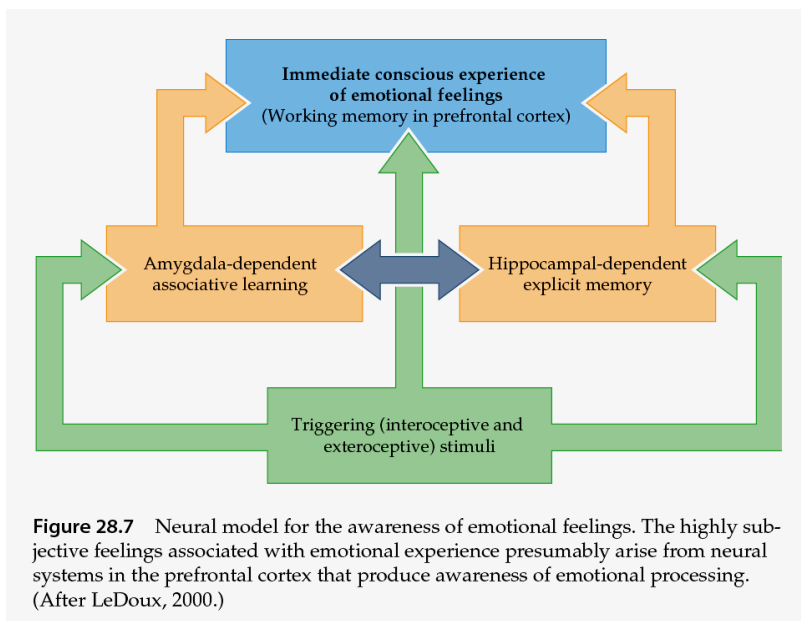 Immediate conscious experience
of emotional feelings
(Working memory in prefrontal cortex)
Amygdala-dependent
associative learning
Hippocampal-dependent
explicit memory
Triggering (interoceptive and
exteroceptive) stimuli
Figure 28.7 Neural model for the awareness of emotional feelings. The highly sub-
jective feelings associated with emotional experience presumably arise from neural
systems in the prefrontal cortex that produce awareness of emotional processing.
(After LeDoux, 2000.)